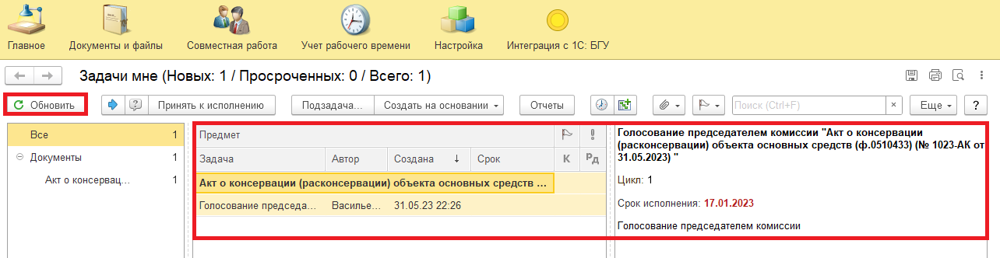 Главное
Документы и файлы
Совместная работа
Учет рабочего времени
Настройка
Интеграция с 1С: БГУ
Задачи мне (Новых: 1 / Просроченных: 0 / Всего: 1)
Обновить
Принять к исполнению
Подзадача...
Создать на основании
Отчеты
Поиск (Ctrl+F)
×
Еще
?
Все 1
Документы 1
Акт о консервац... 1
Предмет
Задача Автор Создана ↓ Срок К Рд
Акт о консервации (расконсервации) объекта основных средств ...
Голосование председа... Василье... 31.05.23 22:26
Голосование председателем комиссии "Акт о консервации
(расконсервации) объекта основных средств (ф.0510433) (№ 1023-АК от
31.05.2023) "
Цикл: 1
Срок исполнения: 17.01.2023
Голосование председателем комиссии